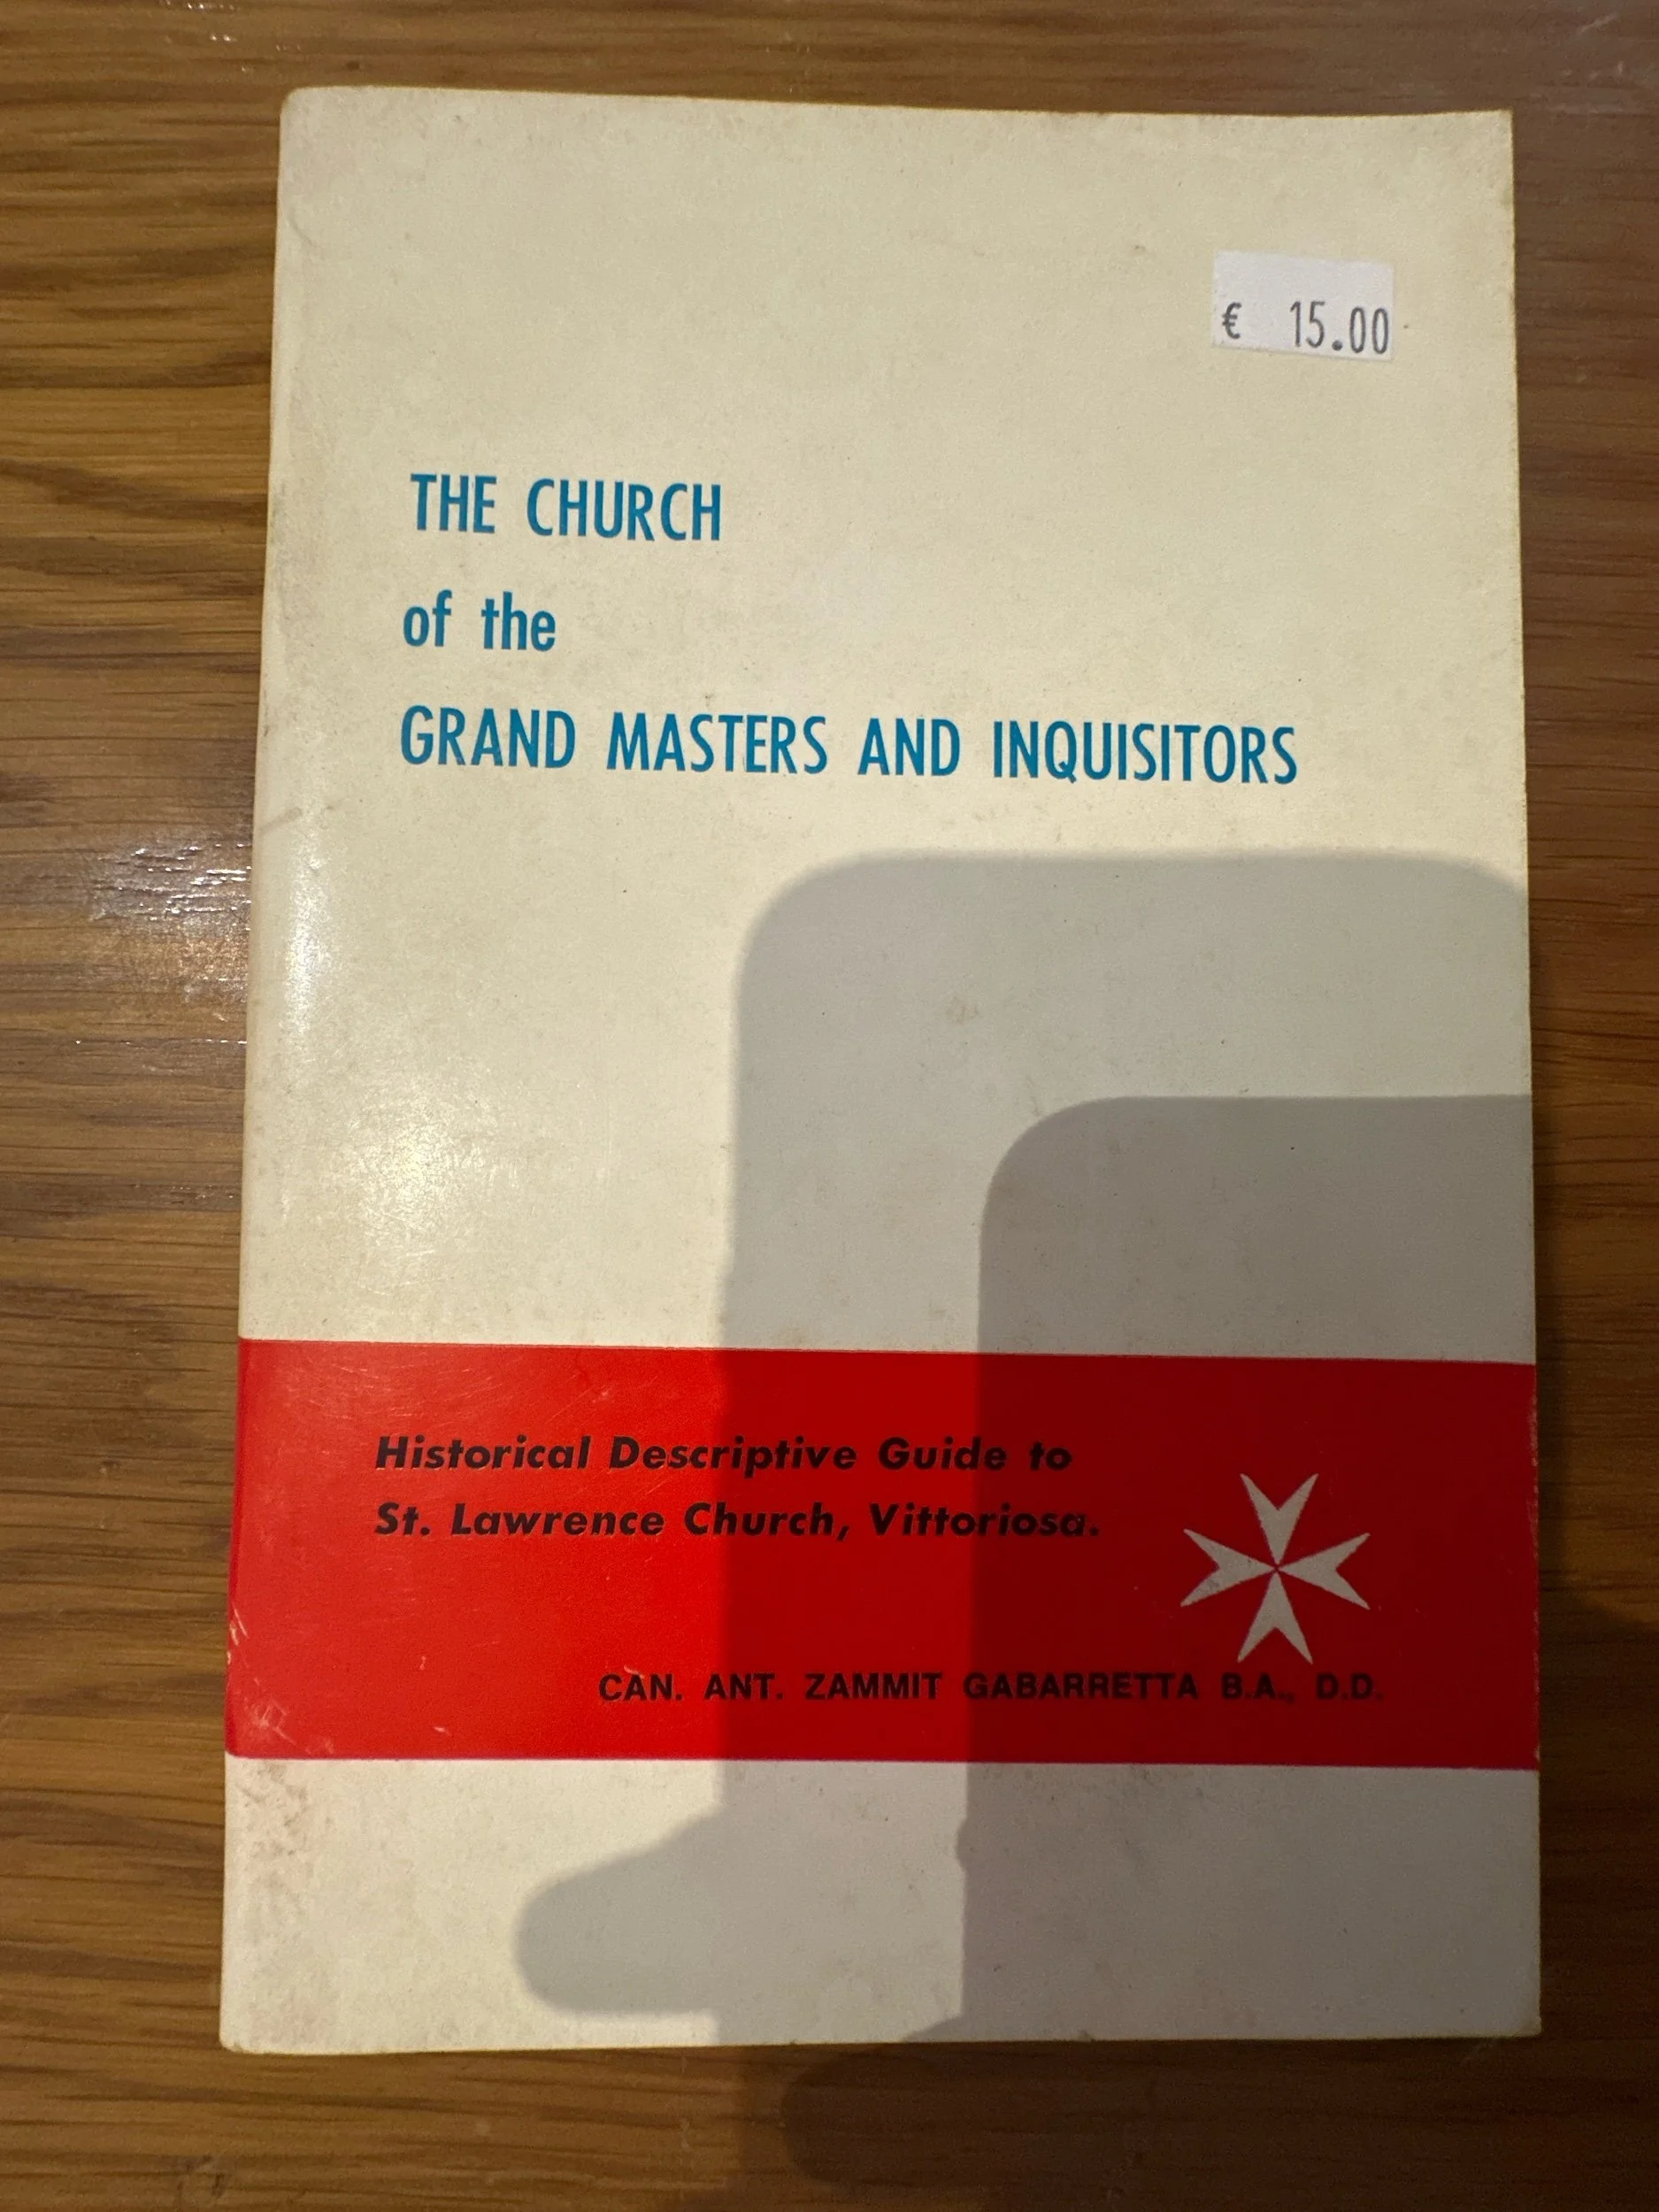 € 15.00
THE CHURCH
of the
GRAND MASTERS AND INQUISITORS
Historical Descriptive Guide to
St. Lawrence Church, Vittoriosa.
CAN. ANT. ZAMMIT GABARRETTA B.A., D.D.